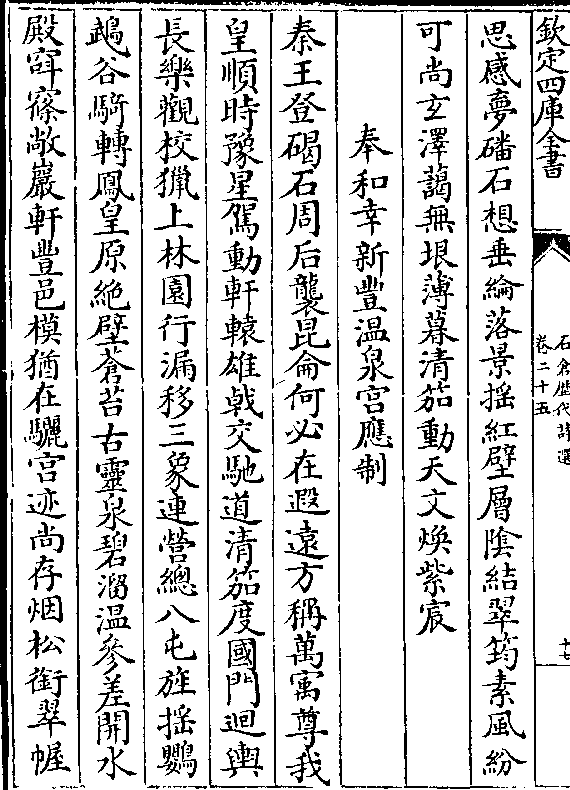 欽定四庫全書
石倉歷代詩選
卷二十五
十七
思感夢磻石想垂綸落景摇紅壁層陰結翠筠素風紛
可尚玄澤藹無垠薄暮清笳動天文煥紫宸
奉和幸新豐温泉宫應制
秦王登碣石周后襲昆侖何必在遐遠方稱萬寓尊我
皇順時豫星駕動軒轅雄戟交馳道清笳度國門迴輿
長樂觀校獵上林園行漏移三象連營總八屯旌揺鸚
鵡谷騎轉鳳皇原絶壁蒼苔古靈泉碧溜温參差開水
殿窙寥敞巖軒豐邑模猶在驪宫迹尚存烟松銜翠幄